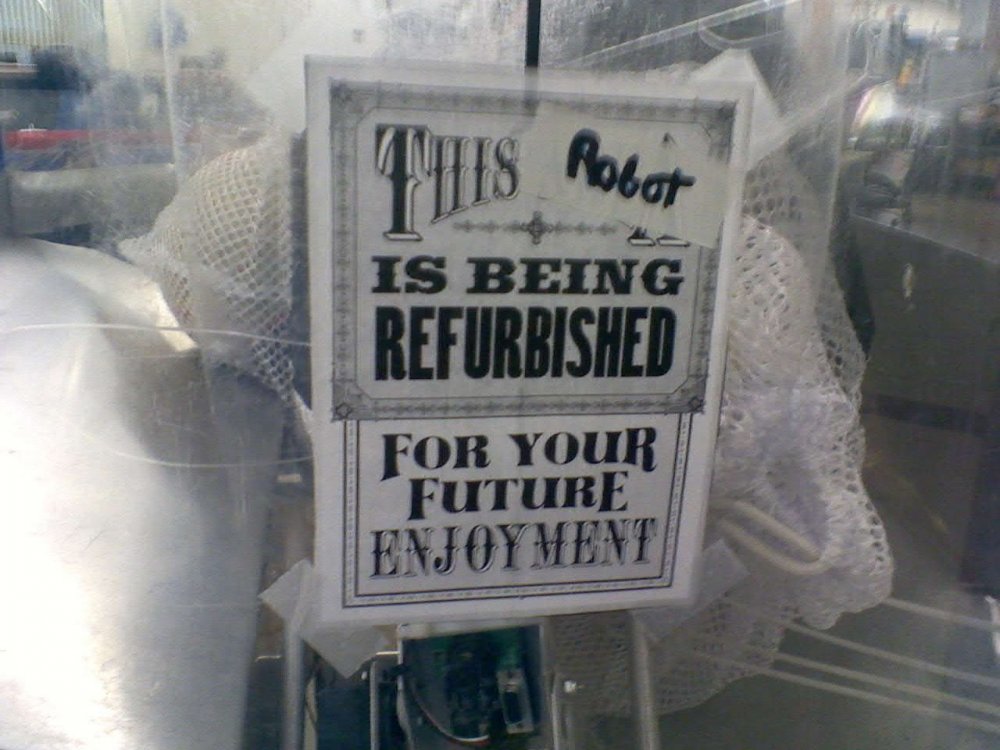 THIS Robot
IS BEING
REFURBISHED
FOR YOUR
FUTURE
ENJOYMENT